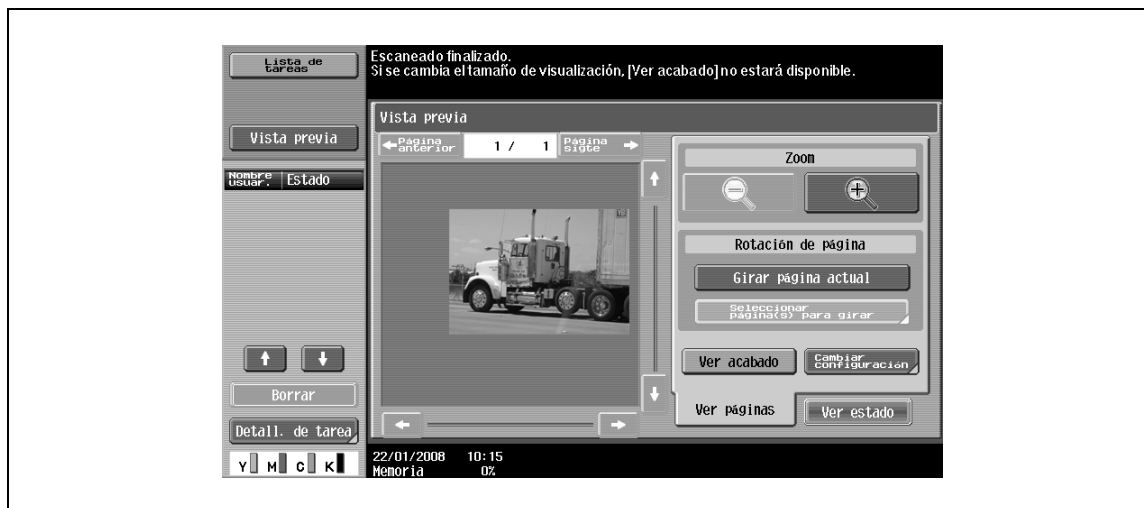 Lista de
tareas
Escaneado finalizado.
Si se cambia el tamaño de visualización, [Ver acabado] no estará disponible.
Vista previa
Vista previa
Página
anterior
1 / 1
Página
sigte
Nombre
usuar.
Estado
Zoom
Rotación de página
Girar página actual
Seleccionar
página(s) para girar
Ver acabado
Cambiar
configuración
Borrar
Ver páginas
Ver estado
Detall. de tarea
Y M C K
22/01/2008 10:15
Memoria 0%